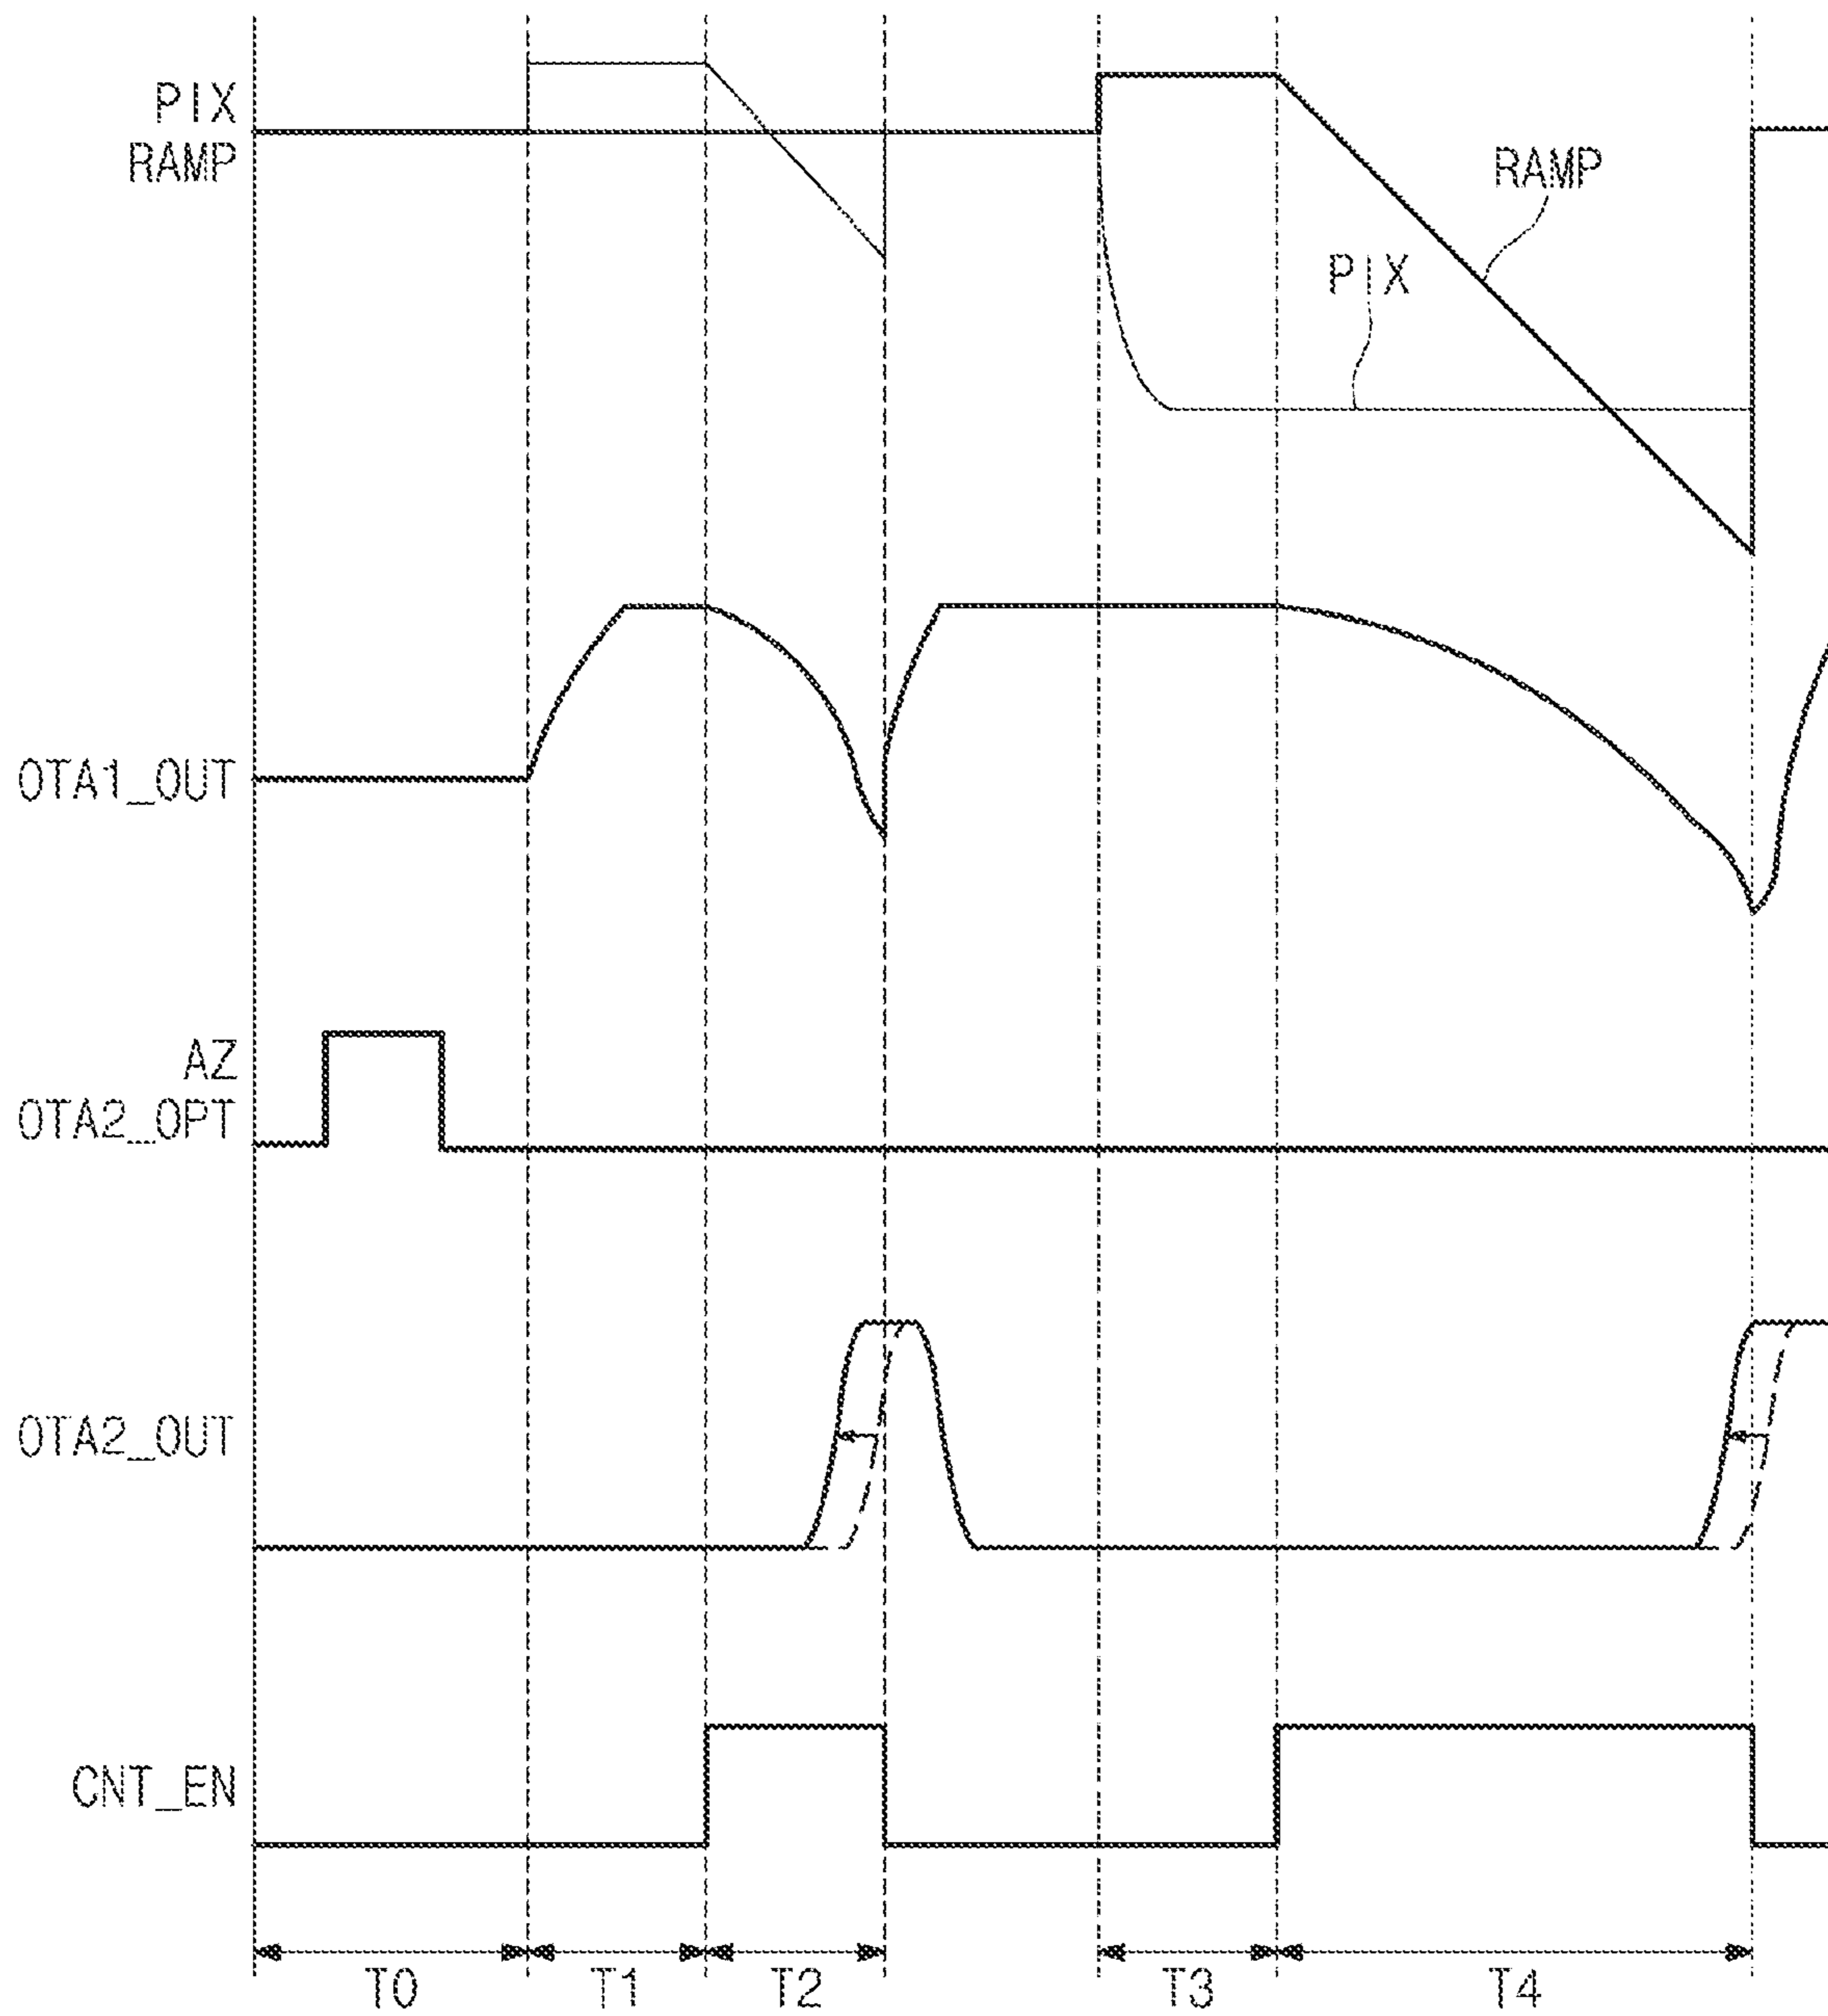 PIX
RAMP
RAMP
PIX
OTA1_OUT
AZ
OTA2_OPT
OTA2_OUT
CNT_EN
T0 T1 T2 T3 T4